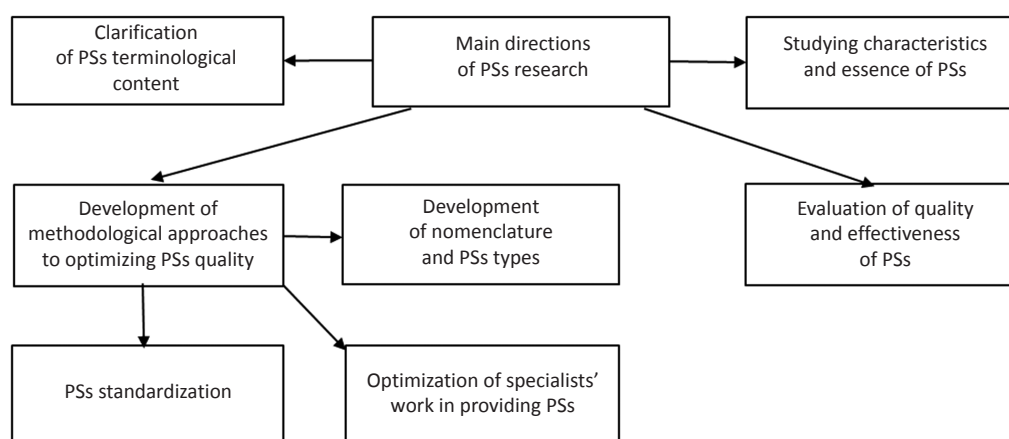 Clarification
of PSs terminological
content
Main directions
of PSs research
Studying characteristics
and essence of PSs
Development of
methodological approaches
to optimizing PSs quality
Development
of nomenclature
and PSs types
Evaluation of quality
and effectiveness
of PSs
PSs standardization
Optimization of specialists’
work in providing PSs